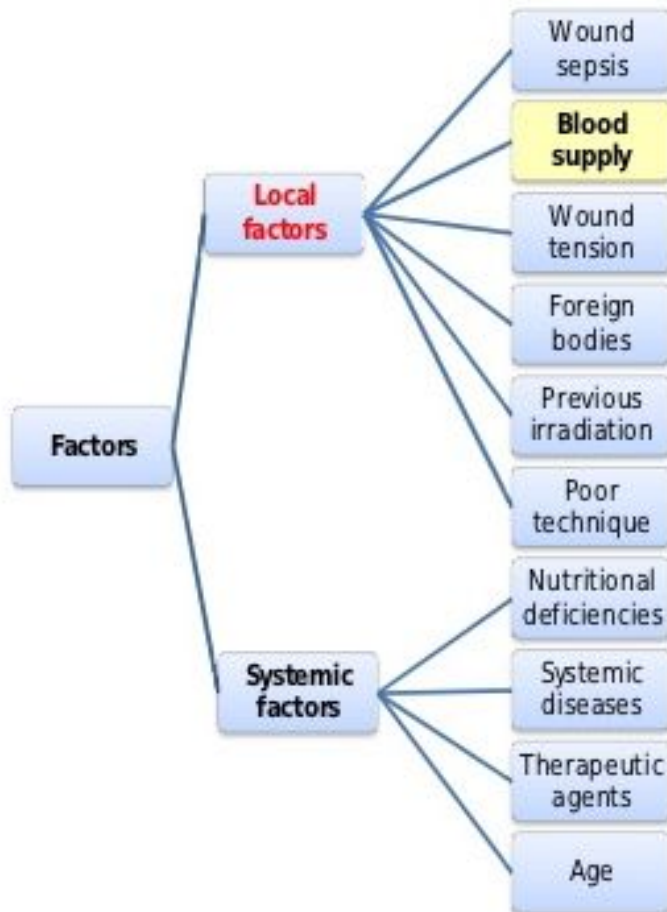 Factors
Local
factors
Wound
sepsis
Blood
supply
Wound
tension
Foreign
bodies
Previous
irradiation
Poor
technique
Systemic
factors
Nutritional
deficiencies
Systemic
diseases
Therapeutic
agents
Age